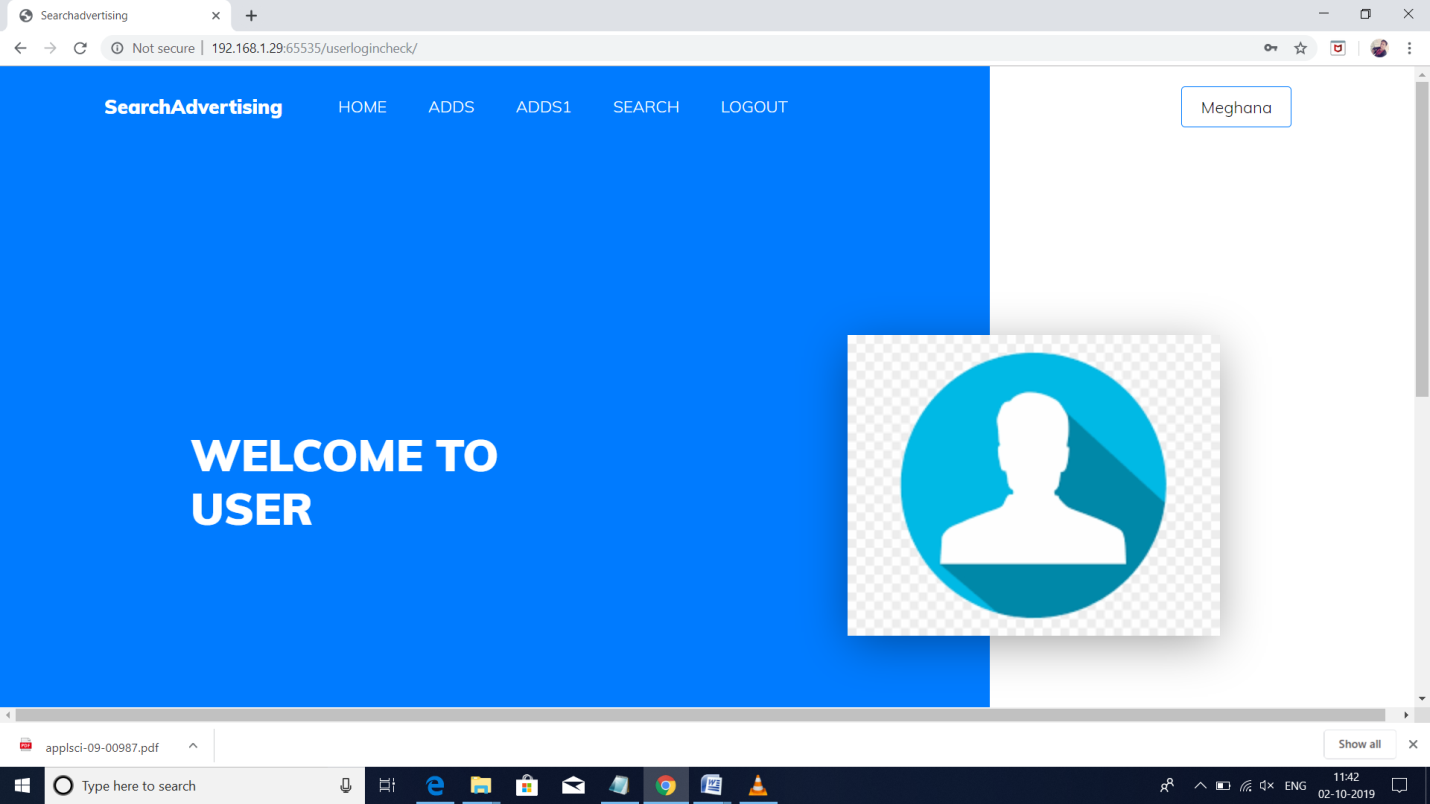 Searchadvertising
Not secure | 192.168.1.29:65535/userlogincheck/
SearchAdvertising HOME ADDS ADDS1 SEARCH LOGOUT Meghana
WELCOME TO
USER
PDF applsci-09-00987.pdf Show all
Type here to search ENG 11:42
02-10-2019